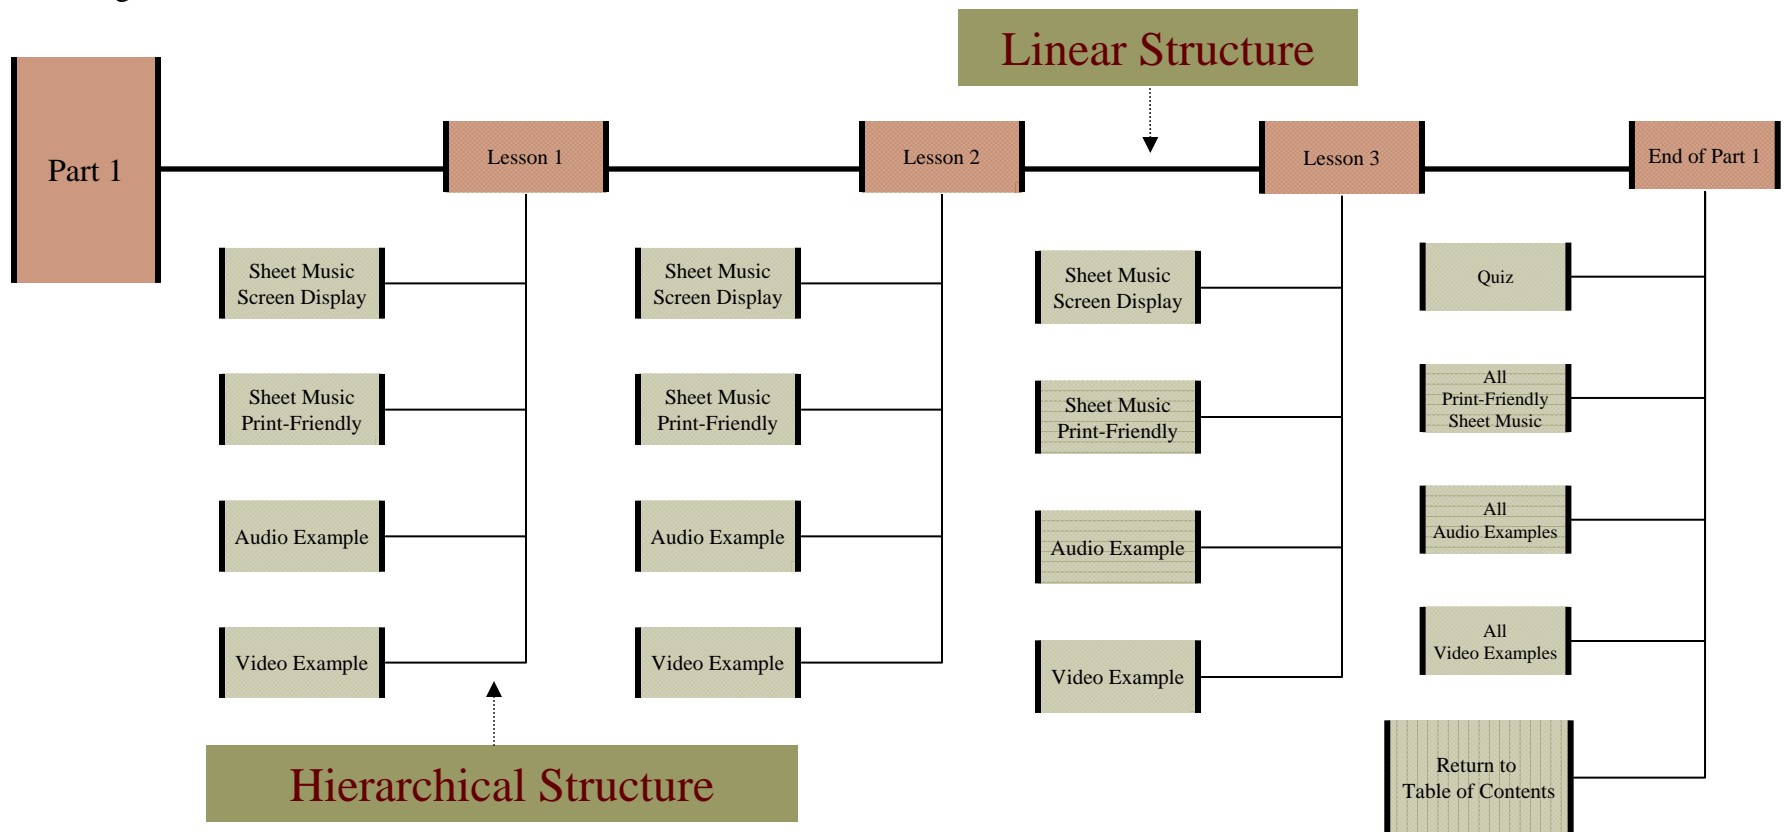 Linear Structure
Part 1
Lesson 1
Lesson 2
Lesson 3
End of Part 1
Sheet Music
Screen Display
Sheet Music
Print-Friendly
Audio Example
Video Example
Sheet Music
Screen Display
Sheet Music
Print-Friendly
Audio Example
Video Example
Sheet Music
Screen Display
Sheet Music
Print-Friendly
Audio Example
Video Example
Quiz
All
Print-Friendly
Sheet Music
All
Audio Examples
All
Video Examples
Return to
Table of Contents
Hierarchical Structure